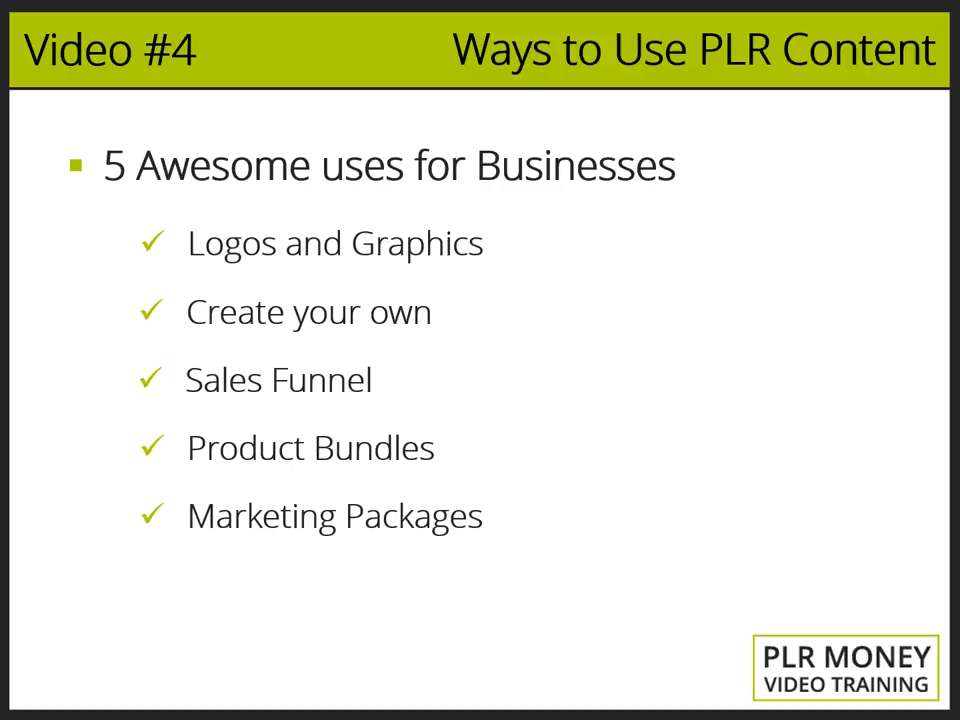 Video #4
Ways to Use PLR Content
5 Awesome uses for Businesses
Logos and Graphics
Create your own
Sales Funnel
Product Bundles
Marketing Packages
PLR MONEY
VIDEO TRAINING